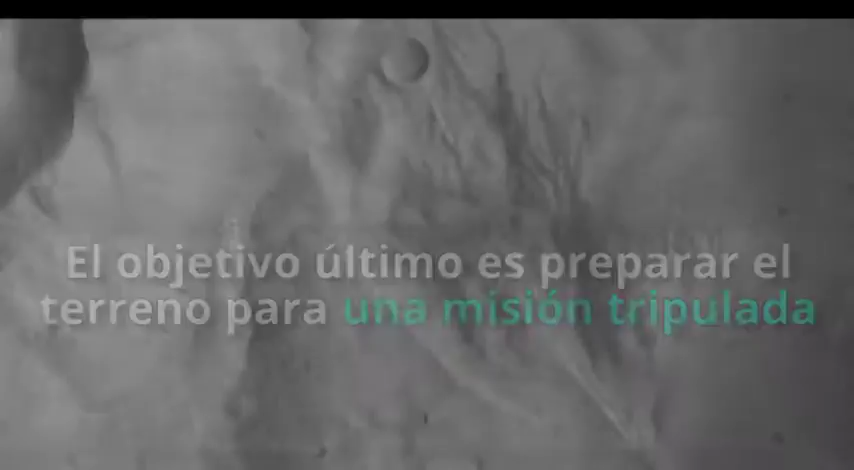 El objetivo último es preparar el
terreno para una misión tripulada